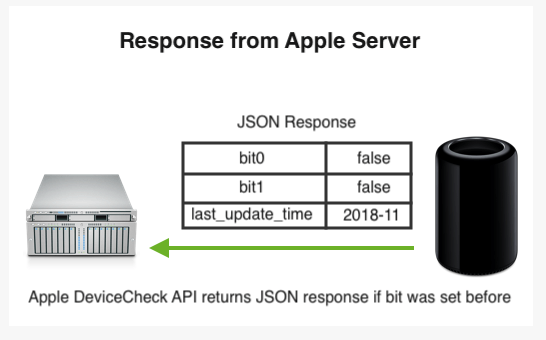 Response from Apple Server
JSON Response
bit0 false
bit1 false
last_update_time 2018-11
Apple DeviceCheck API returns JSON response if bit was set before